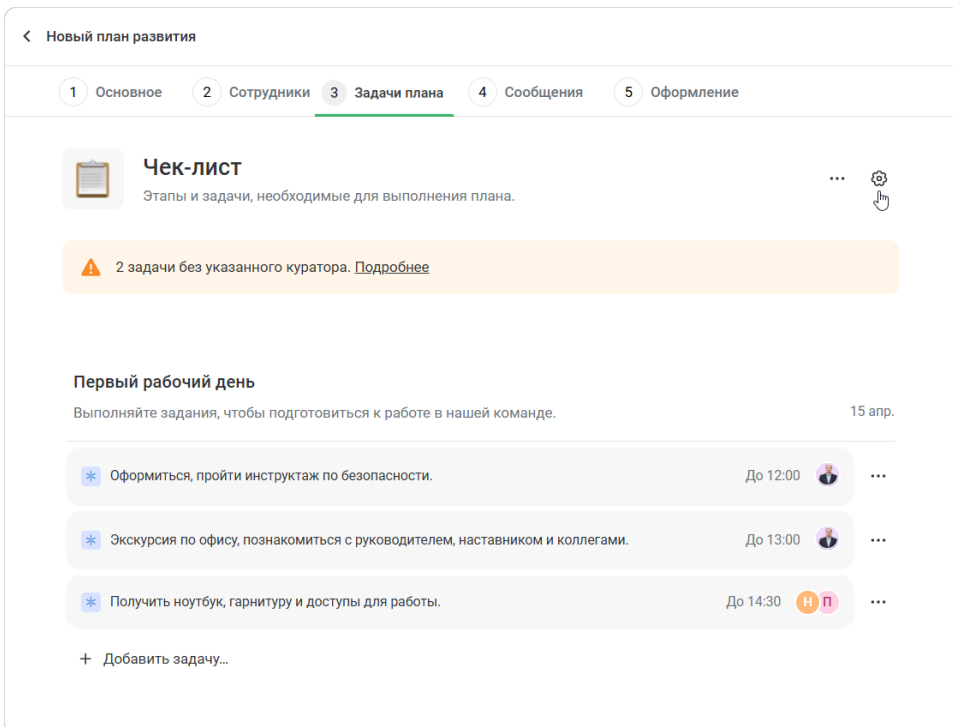 Новый план развития
1 Основное 2 Сотрудники 3 Задачи плана 4 Сообщения 5 Оформление
Чек-лист
Этапы и задачи, необходимые для выполнения плана.
2 задачи без указанного куратора. Подробнее
Первый рабочий день
Выполняйте задания, чтобы подготовиться к работе в нашей команде. 15 апр.
Оформиться, пройти инструктаж по безопасности. До 12:00
Экскурсия по офису, познакомиться с руководителем, наставником и коллегами. До 13:00
Получить ноутбук, гарнитуру и доступы для работы. До 14:30 Н П
+ Добавить задачу...